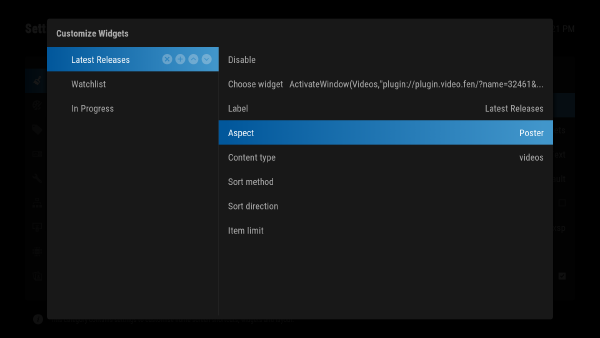 Customize Widgets
Latest Releases
Watchlist
In Progress
Disable
Choose widget ActivateWindow(Videos,"plugin://plugin.video.fen/?name=32461&...
Label Latest Releases
Aspect Poster
Content type videos
Sort method
Sort direction
Item limit